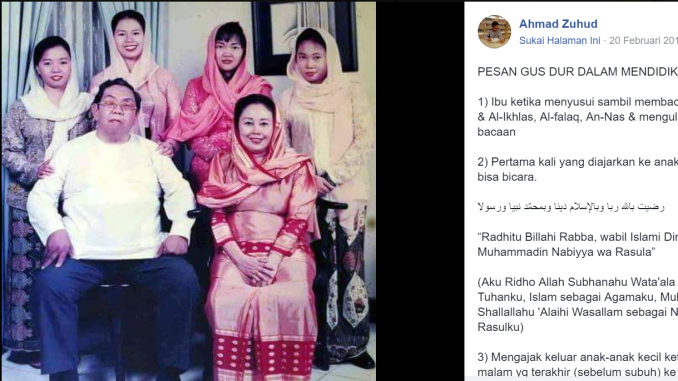 Ahmad Zuhud
Sukai Halaman Ini · 20 Februari 201
PESAN GUS DUR DALAM MENDIDIK
1) Ibu ketika menyusui sambil membac
& Al-Ikhlas, Al-falaq, An-Nas & mengul
bacaan
2) Pertama kali yang diajarkan ke anak
bisa bicara.
رضيت بالله ربا وبالإسلام دينا وبمحمّد نبيا ورسولا
“Radhitu Billahi Rabba, wabil Islami Din
Muhammadin Nabiyya wa Rasula”
(Aku Ridho Allah Subhanahu Wata'ala
Tuhanku, Islam sebagai Agamaku, Mu
Shallallahu 'Alaihi Wasallam sebagai N
Rasulku)
3) Mengajak keluar anak-anak kecil ket
malam yg terakhir (sebelum subuh) ke